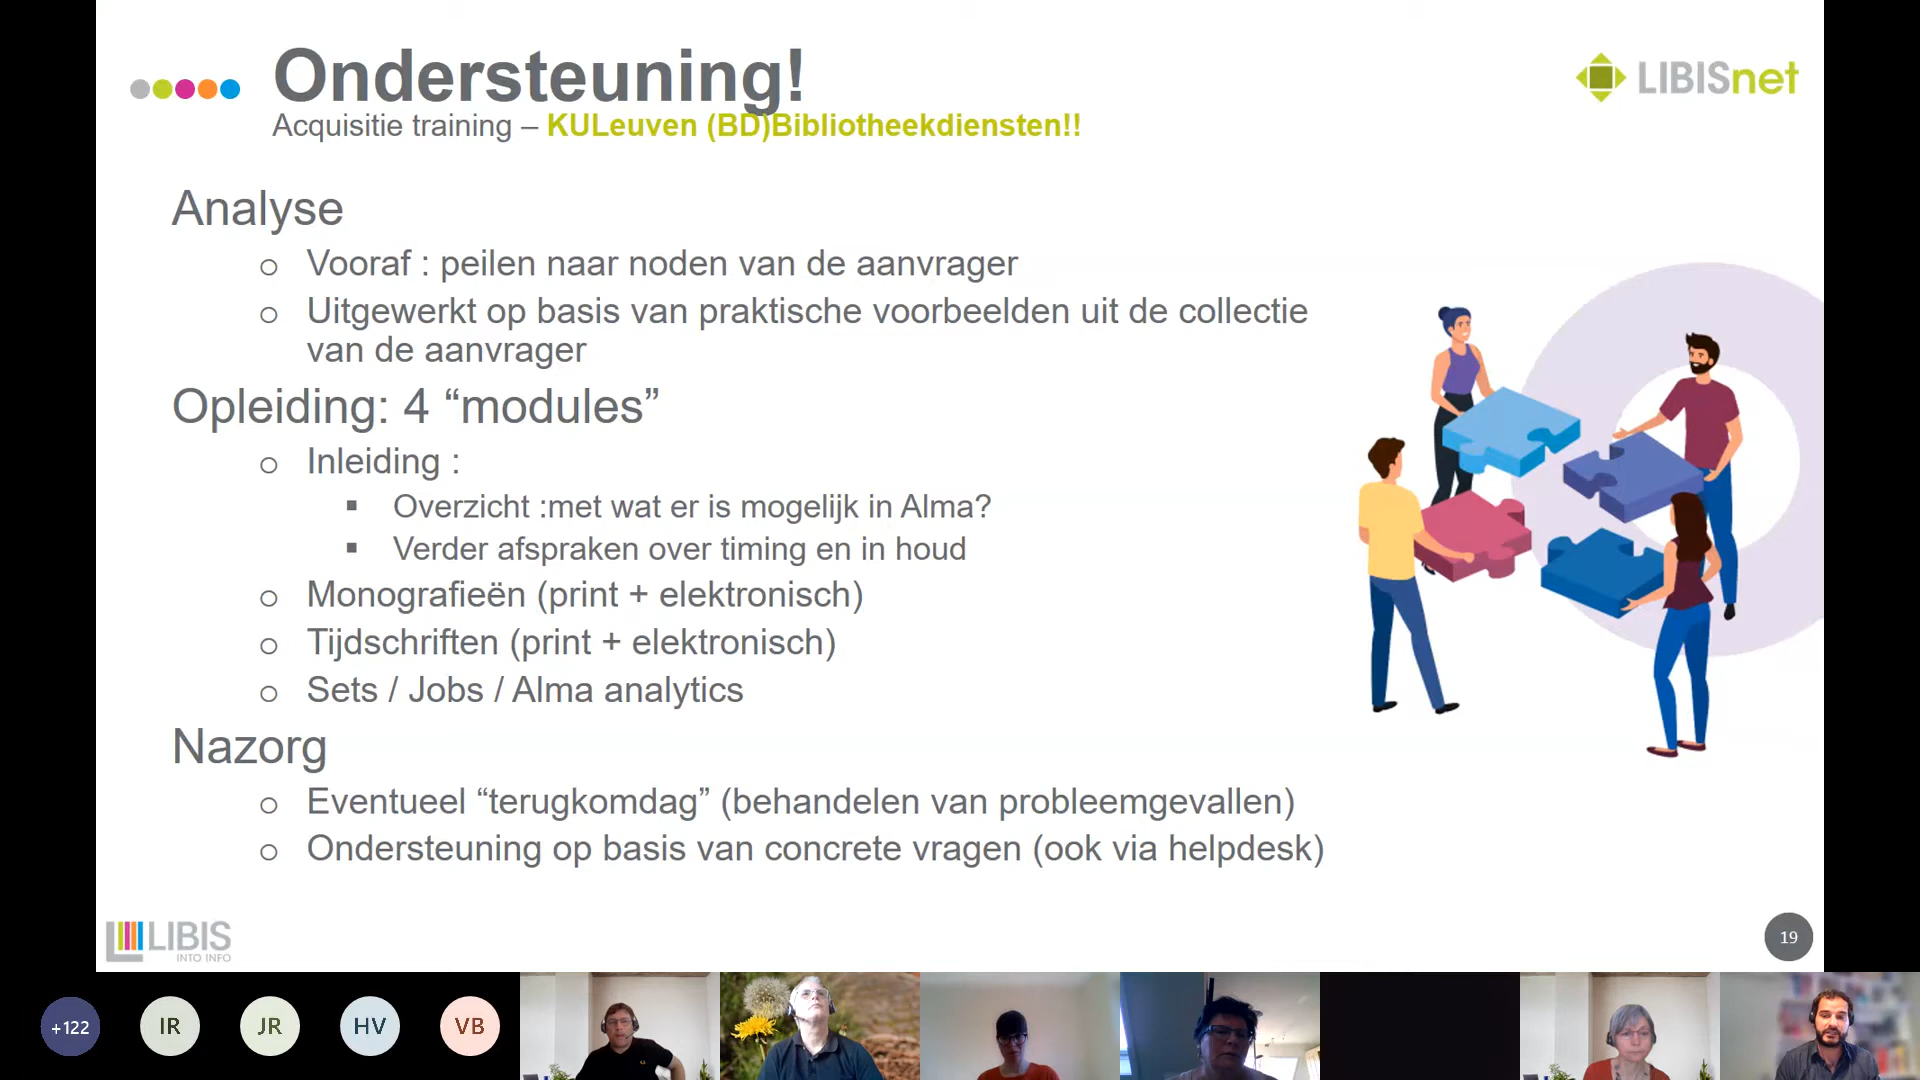 Ondersteuning!
LIBISnet
Acquisitie training – KULeuven (BD)Bibliotheekdiensten!!
Analyse
o Vooraf : peilen naar noden van de aanvrager
o Uitgewerkt op basis van praktische voorbeelden uit de collectie
van de aanvrager
Opleiding: 4 “modules”
o Inleiding :
▪ Overzicht :met wat er is mogelijk in Alma?
▪ Verder afspraken over timing en in houd
o Monografieën (print + elektronisch)
o Tijdschriften (print + elektronisch)
o Sets / Jobs / Alma analytics
Nazorg
o Eventueel “terugkomdag” (behandelen van probleemgevallen)
o Ondersteuning op basis van concrete vragen (ook via helpdesk)
LIBIS
INTO INFO
19
+122 IR JR HV VB